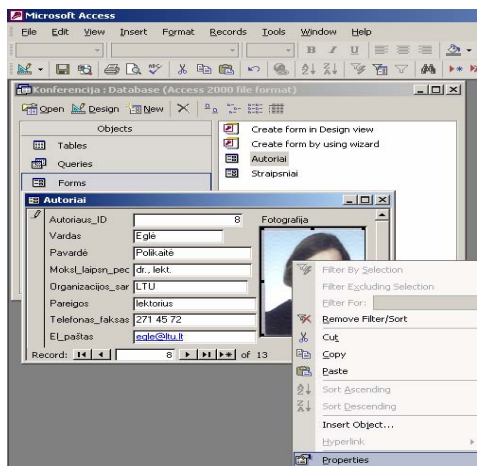 Microsoft Access
File Edit View Insert Format Records Tools Window Help
B I U
Konferencija : Database (Access 2000 file format)
Open Design New
Objects
Tables
Queries
Forms
Create form in Design view
Create form by using wizard
Autoriai
Straipsniai
Autoriai
Autoriaus_ID 8 Fotografija
Vardas Eglė
Pavardė Polikaitė
Moksl_laipsn_pec dr., lekt.
Organizacijos_sar LTU
Pareigos lektorius
Telefonas_faksas 271 45 72
El_paštas egle@ltu.lt
Record: 8 of 13
Filter By Selection
Filter Excluding Selection
Filter For:
Remove Filter/Sort
Cut
Copy
Paste
Sort Ascending
Sort Descending
Insert Object...
Hyperlink
Properties